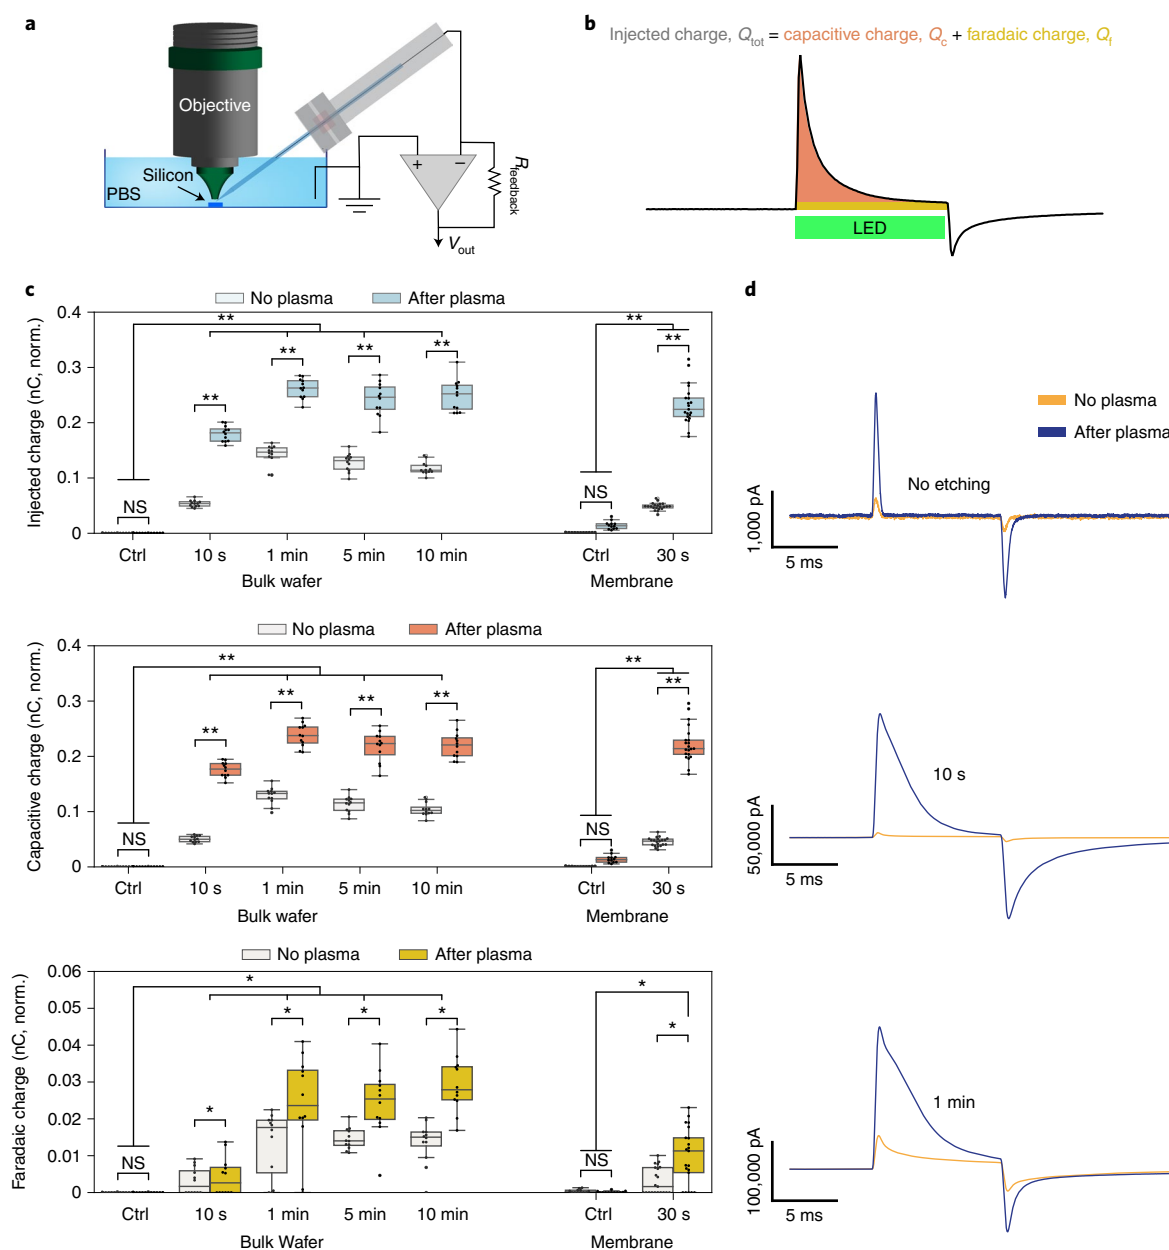 a
Objective
Silicon
PBS
+
−
R_feedback
V_out
b
Injected charge, Q_tot = capacitive charge, Q_c + faradaic charge, Q_f
LED
c
No plasma
After plasma
Injected charge (nC, norm.)
0.4
0.3
0.2
0.1
0
**
**
**
**
**
NS
**
**
NS
Ctrl
10 s
1 min
5 min
10 min
Ctrl
30 s
Bulk wafer
Membrane
No plasma
After plasma
Capacitive charge (nC, norm.)
0.4
0.3
0.2
0.1
0
**
**
**
**
**
NS
**
**
NS
Ctrl
10 s
1 min
5 min
10 min
Ctrl
30 s
Bulk wafer
Membrane
No plasma
After plasma
Faradaic charge (nC, norm.)
0.06
0.05
0.04
0.03
0.02
0.01
0
*
*
*
*
*
NS
*
*
NS
Ctrl
10 s
1 min
5 min
10 min
Ctrl
30 s
Bulk Wafer
Membrane
d
No plasma
After plasma
No etching
1,000 pA
5 ms
10 s
50,000 pA
5 ms
1 min
100,000 pA
5 ms